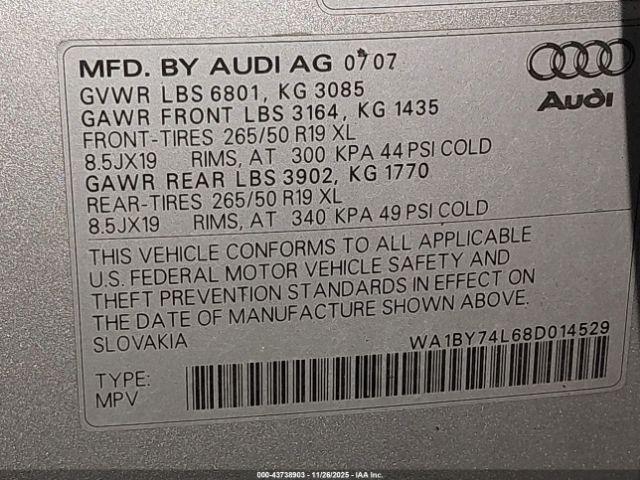 MFD. BY AUDI AG 07 07
GVWR LBS 6801, KG 3085
GAWR FRONT LBS 3164, KG 1435
FRONT-TIRES 265/50 R19 XL
8.5JX19 RIMS, AT 300 KPA 44 PSI COLD
GAWR REAR LBS 3902, KG 1770
REAR-TIRES 265/50 R19 XL
8.5JX19 RIMS, AT 340 KPA 49 PSI COLD
Audi
THIS VEHICLE CONFORMS TO ALL APPLICABLE
U.S. FEDERAL MOTOR VEHICLE SAFETY AND
THEFT PREVENTION STANDARDS IN EFFECT ON
THE DATE OF MANUFACTURE SHOWN ABOVE.
SLOVAKIA WA1BY74L68D014529
TYPE:
MPV
000-43738903 - 11/26/2025 - IAA Inc.